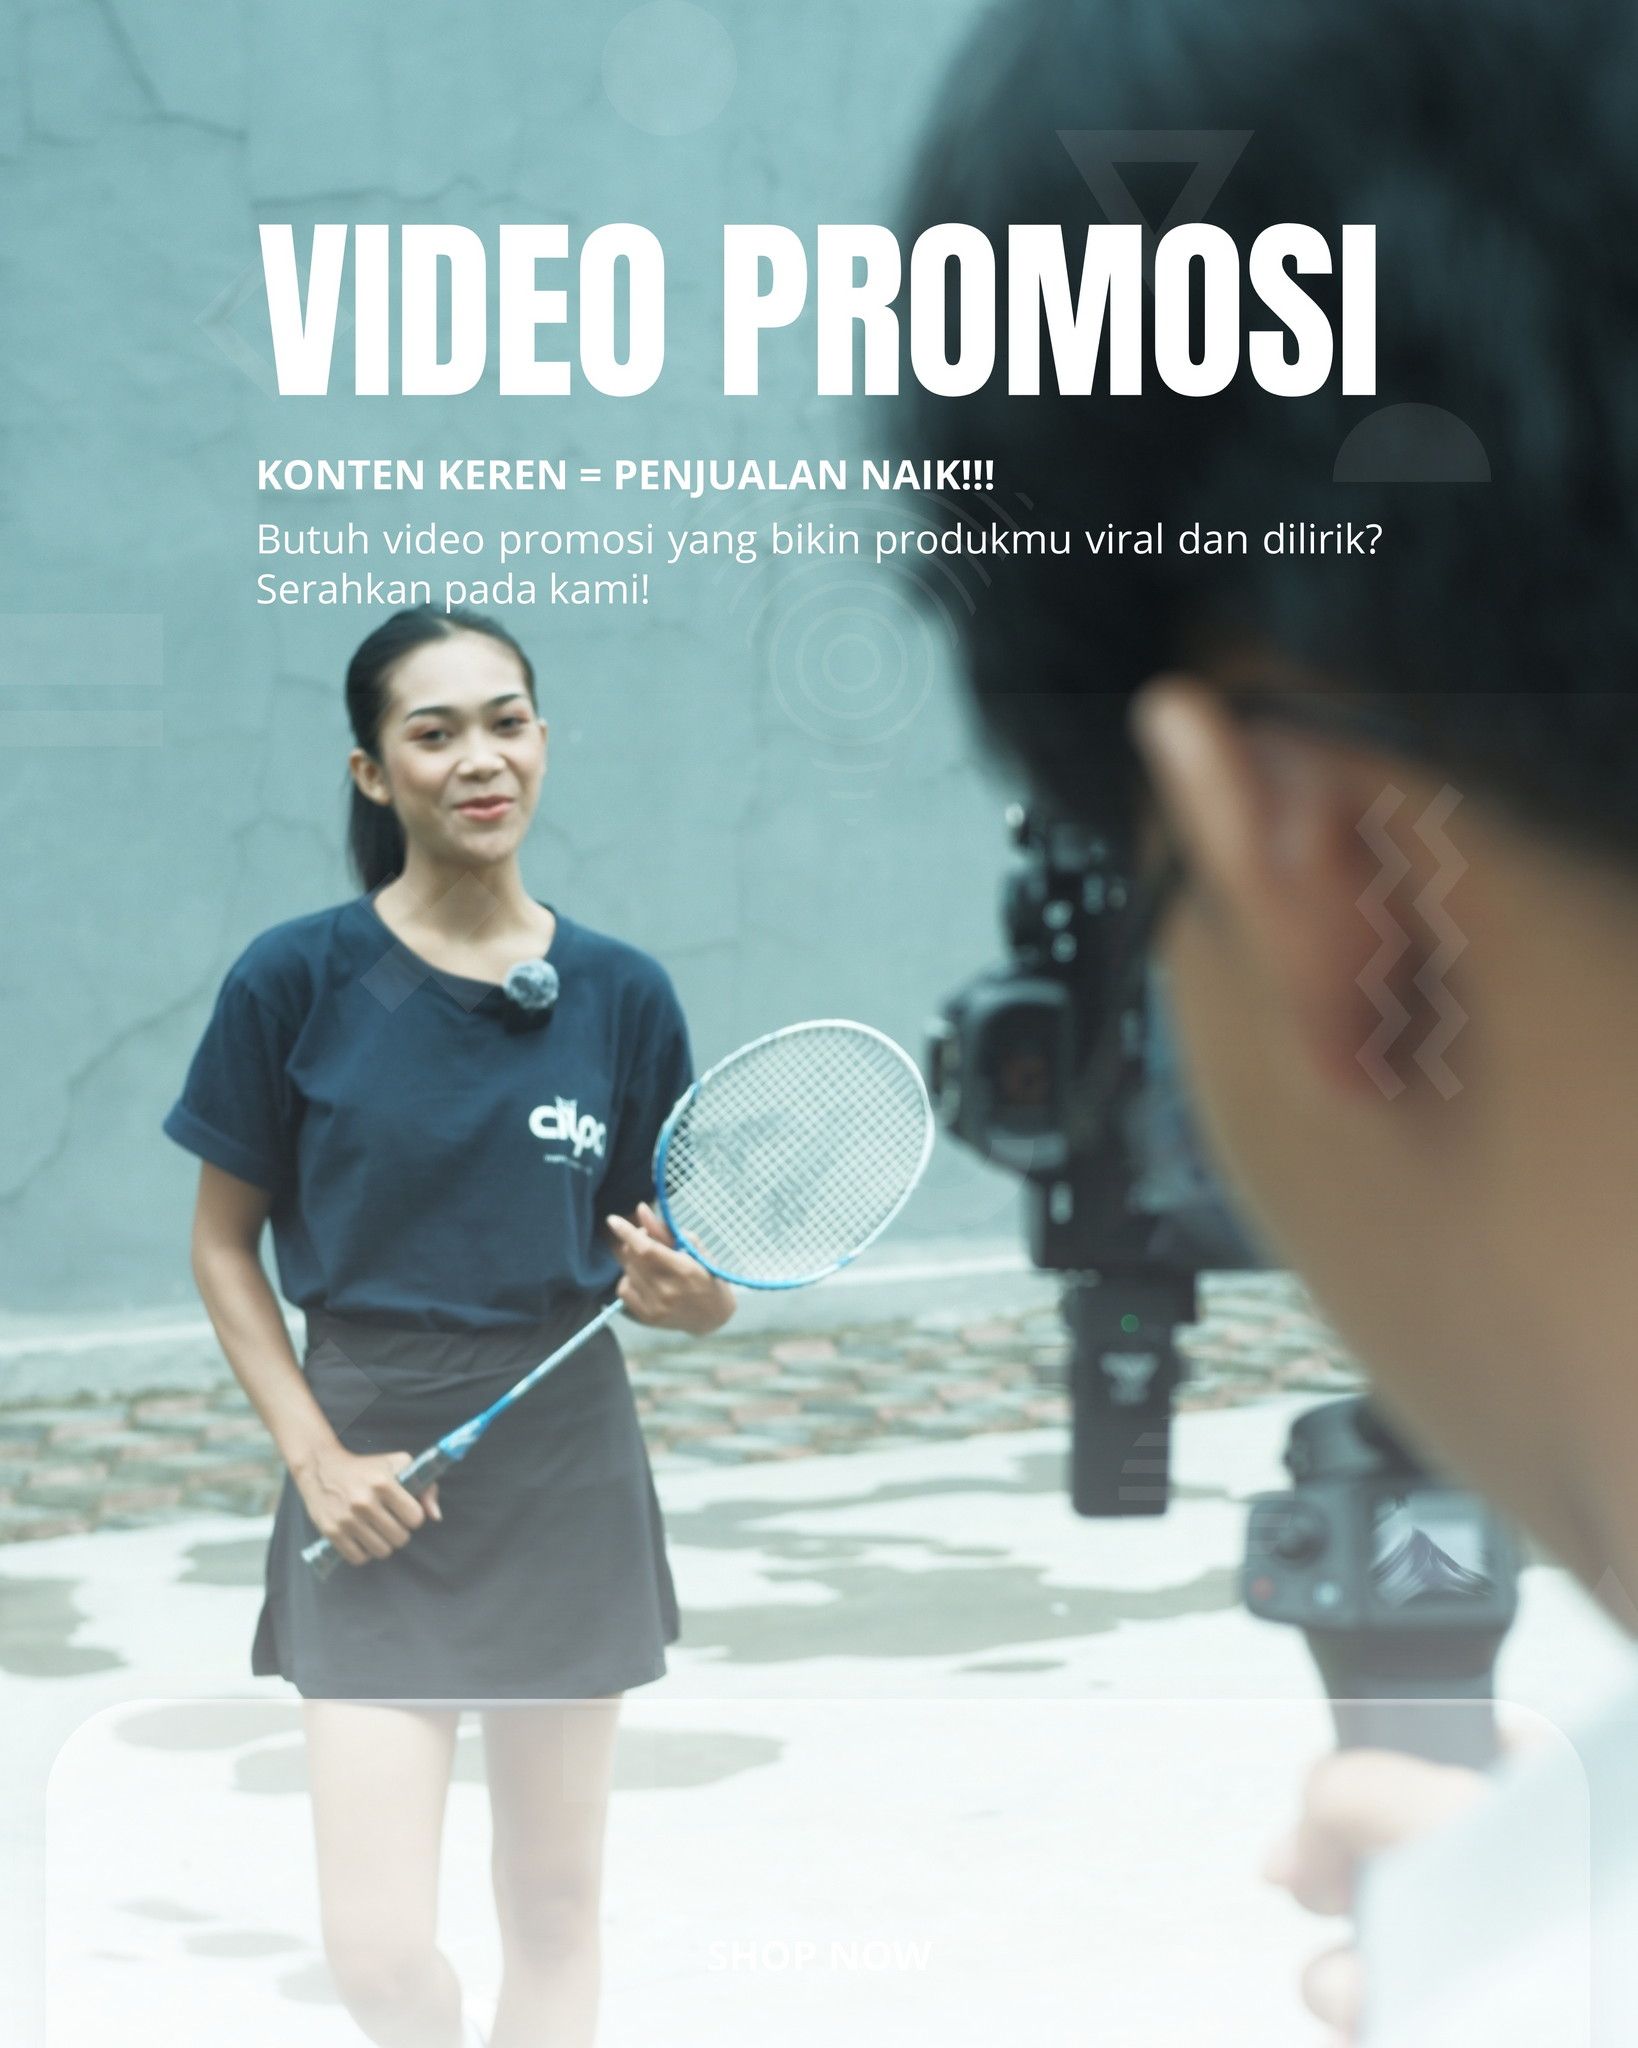 VIDEO PROMOSI
KONTEN KEREN = PENJUALAN NAIK!!!
Butuh video promosi yang bikin produkmu viral dan dilirik?
Serahkan pada kami!
SHOP NOW